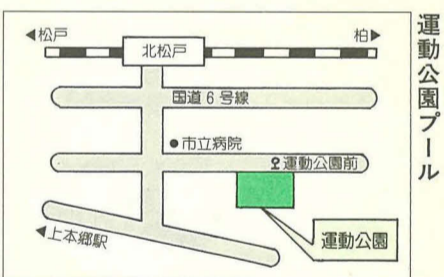 運動公園プール
◀松戸
北松戸
柏▶
国道6号線
●市立病院
運動公園前
◀上本郷駅
運動公園